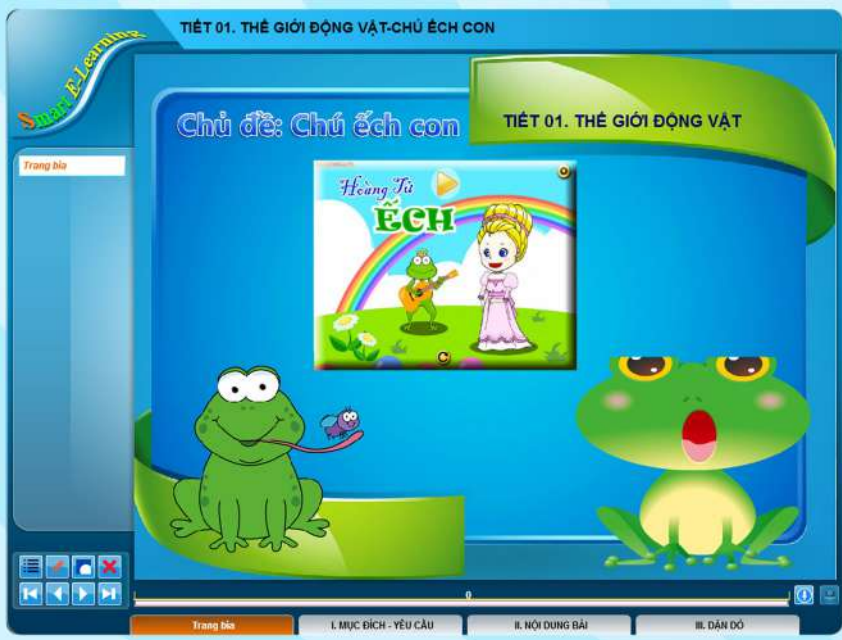 TIẾT 01. THẾ GIỚI ĐỘNG VẬT-CHÚ ẾCH CON
Smart E-Learning
Trang bìa
Chủ đề: Chú ếch con
TIẾT 01. THẾ GIỚI ĐỘNG VẬT
Hoàng Tử
ẾCH
0
Trang bìa
I. MỤC ĐÍCH - YÊU CẦU
II. NỘI DUNG BÀI
III. DẶN DÒ